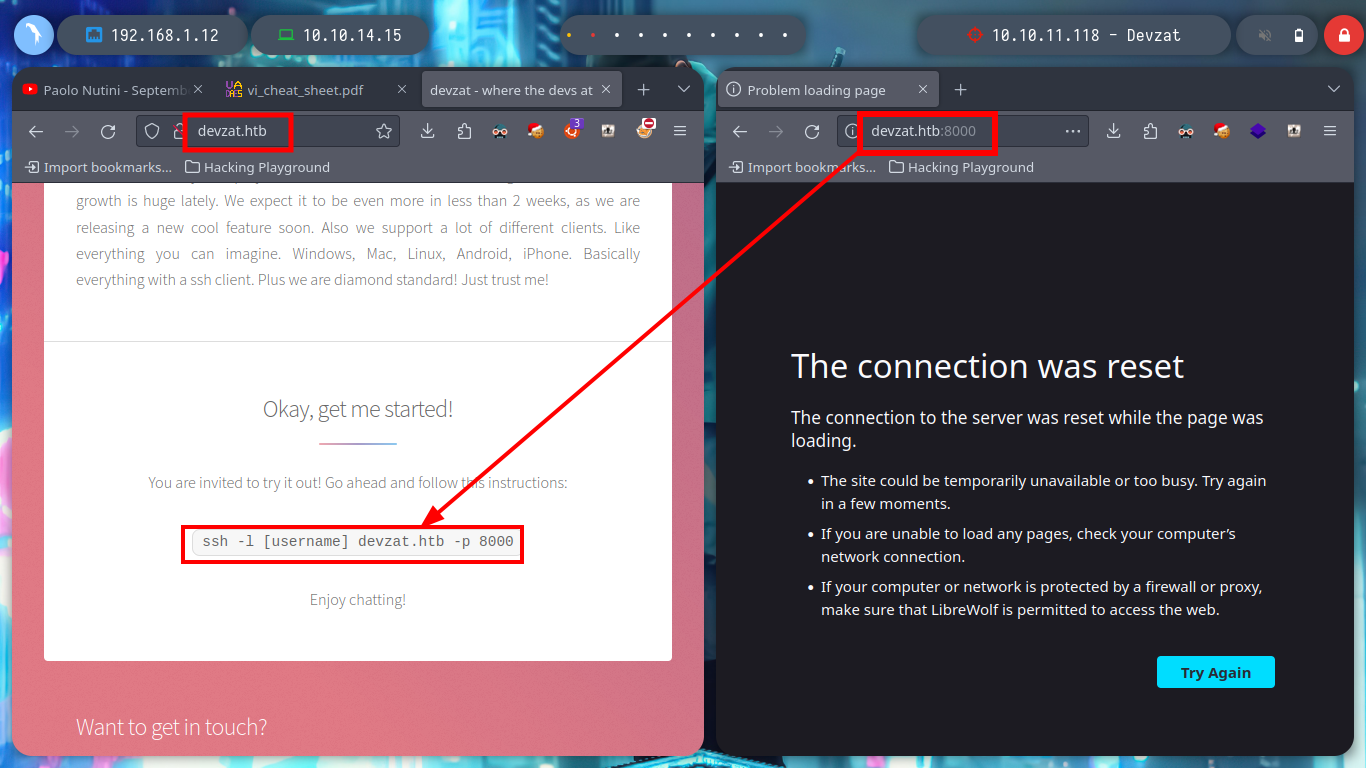 192.168.1.12
10.10.14.15
10.10.11.118 - Devzat
Paolo Nutini - Septemb
vi_cheat_sheet.pdf
devzat - where the devs at
devzat.htb
3
Import bookmarks...
Hacking Playground
growth is huge lately. We expect it to be even more in less than 2 weeks, as we are
releasing a new cool feature soon. Also we support a lot of different clients. Like
everything you can imagine. Windows, Mac, Linux, Android, iPhone. Basically
everything with a ssh client. Plus we are diamond standard! Just trust me!
Okay, get me started!
You are invited to try it out! Go ahead and follow this instructions:
ssh -l [username] devzat.htb -p 8000
Enjoy chatting!
Want to get in touch?
Problem loading page
devzat.htb:8000
Import bookmarks...
Hacking Playground
The connection was reset
The connection to the server was reset while the page was
loading.
The site could be temporarily unavailable or too busy. Try again
in a few moments.
If you are unable to load any pages, check your computer’s
network connection.
If your computer or network is protected by a firewall or proxy,
make sure that LibreWolf is permitted to access the web.
Try Again